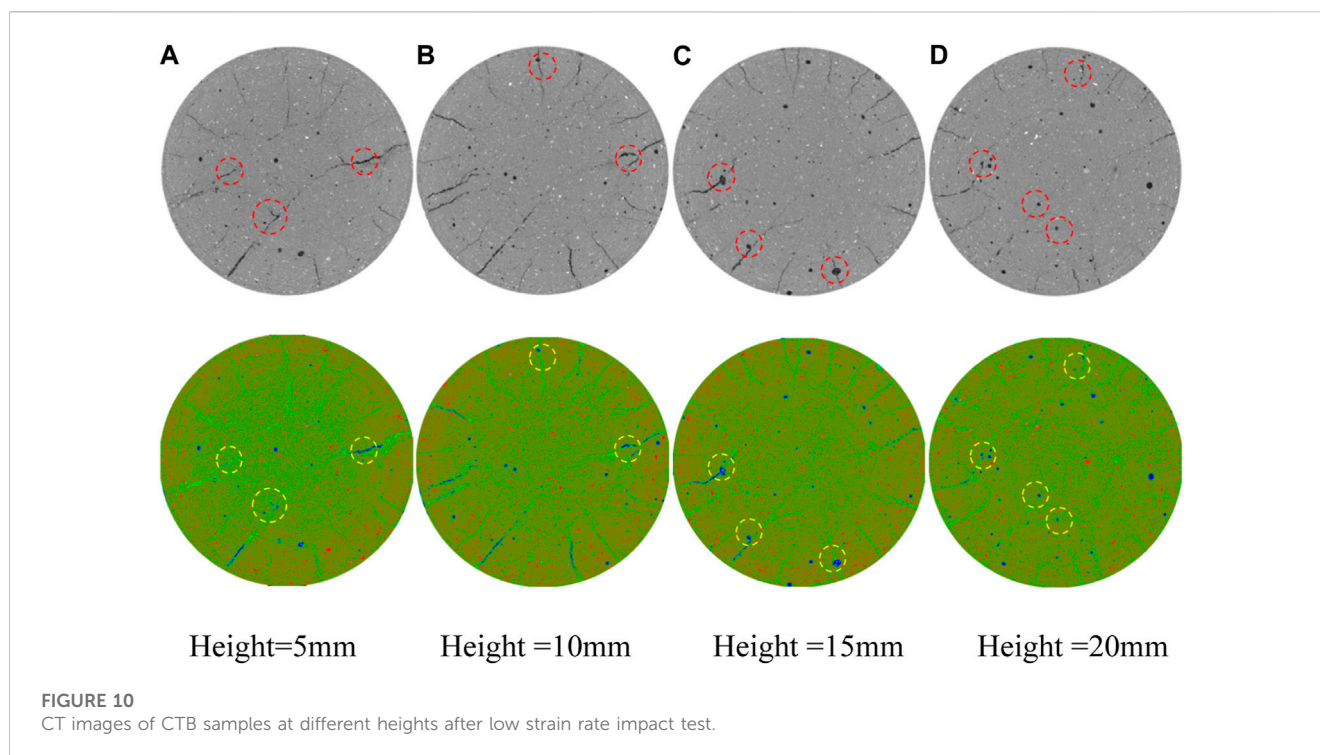 A
B
C
D
Height=5mm
Height =10mm
Height =15mm
Height =20mm
FIGURE 10
CT images of CTB samples at different heights after low strain rate impact test.